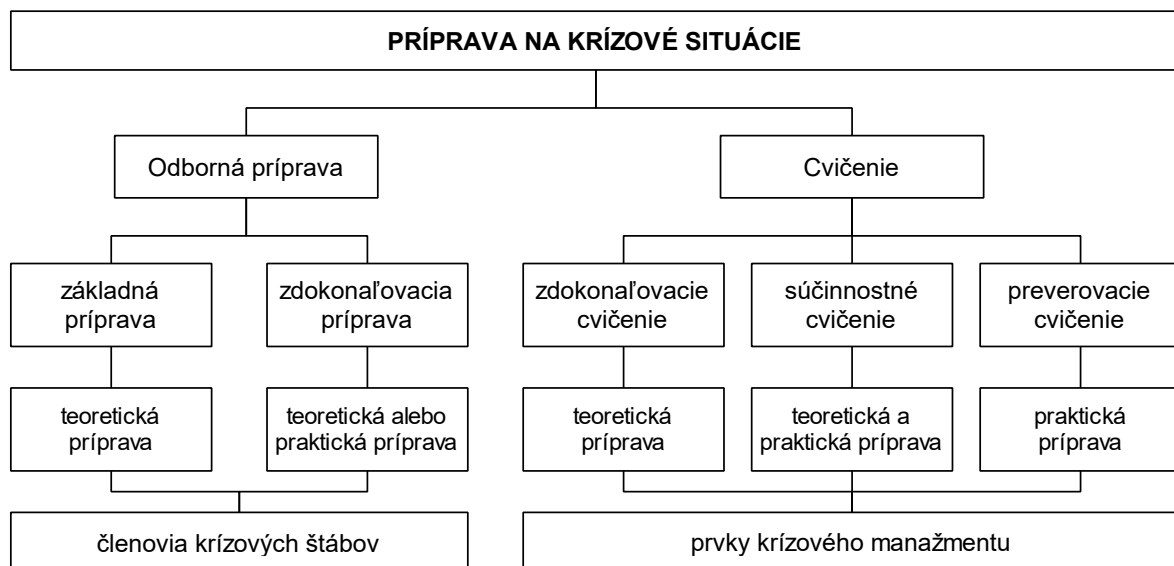 PRÍPRAVA NA KRÍZOVÉ SITUÁCIE
Odborná príprava
Cvičenie
základná
príprava
zdokonaľovacia
príprava
zdokonaľovacie
cvičenie
súčinnostné
cvičenie
preverovacie
cvičenie
teoretická
príprava
teoretická alebo
praktická príprava
teoretická
príprava
teoretická a
praktická príprava
praktická
príprava
členovia krízových štábov
prvky krízového manažmentu